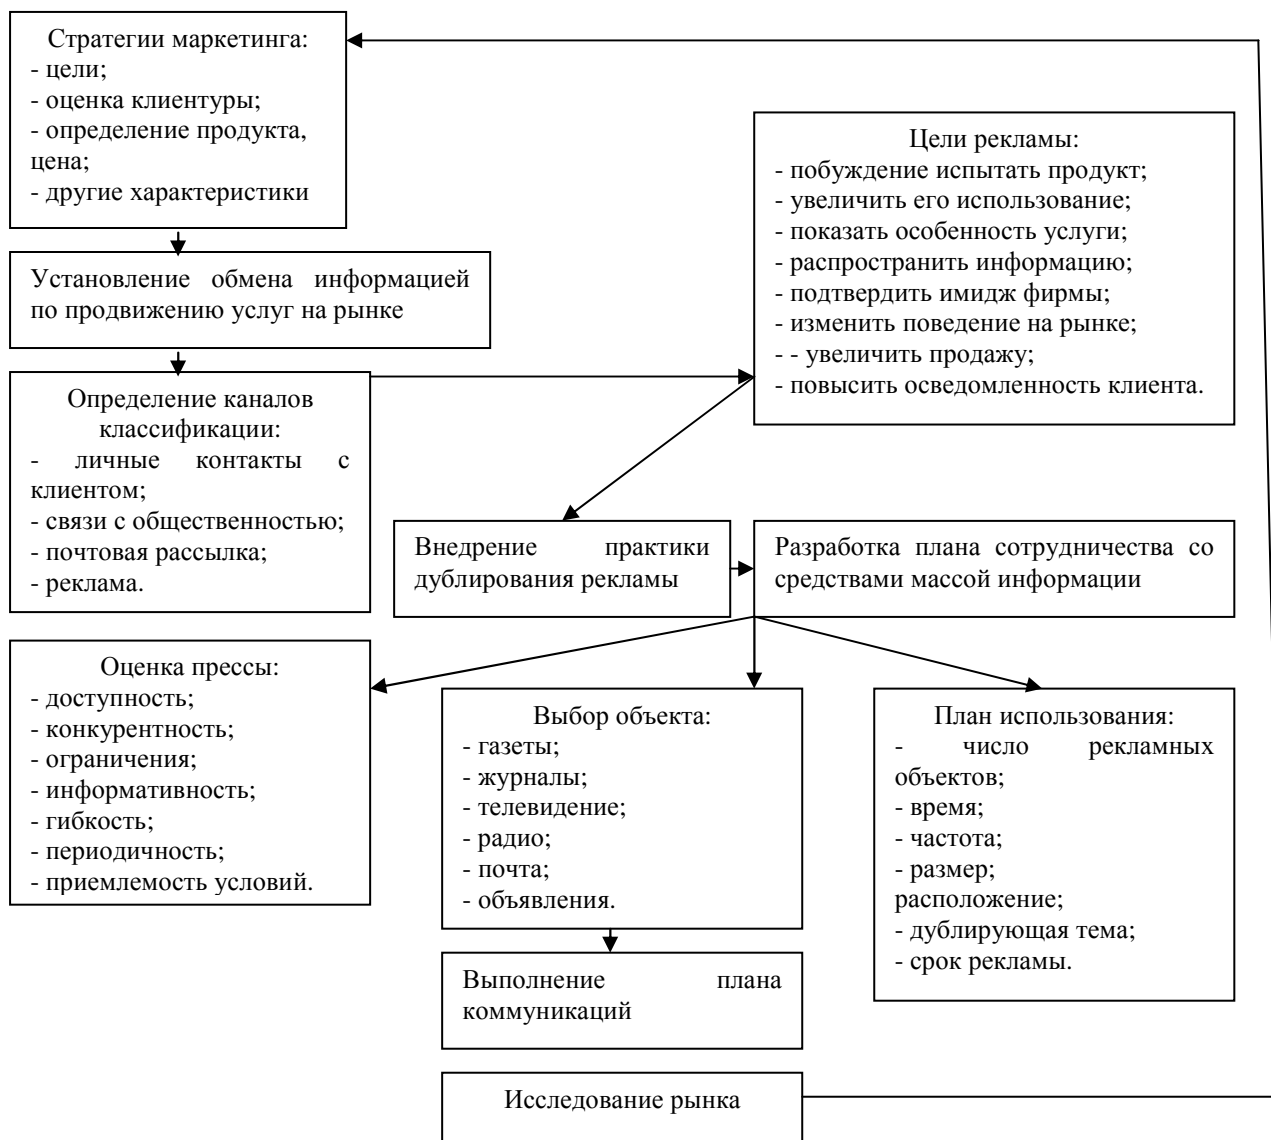 Стратегии маркетинга:
- цели;
- оценка клиентуры;
- определение продукта,
цена;
- другие характеристики
Установление обмена информацией
по продвижению услуг на рынке
Определение каналов
классификации:
- личные контакты с
клиентом;
- связи с общественностью;
- почтовая рассылка;
- реклама.
Цели рекламы:
- побуждение испытать продукт;
- увеличить его использование;
- показать особенность услуги;
- распространить информацию;
- подтвердить имидж фирмы;
- изменить поведение на рынке;
- - увеличить продажу;
- повысить осведомленность клиента.
Внедрение практики
дублирования рекламы
Разработка плана сотрудничества со
средствами массой информации
Оценка прессы:
- доступность;
- конкурентность;
- ограничения;
- информативность;
- гибкость;
- периодичность;
- приемлемость условий.
Выбор объекта:
- газеты;
- журналы;
- телевидение;
- радио;
- почта;
- объявления.
План использования:
- число рекламных
объектов;
- время;
- частота;
- размер;
расположение;
- дублирующая тема;
- срок рекламы.
Выполнение плана
коммуникаций
Исследование рынка